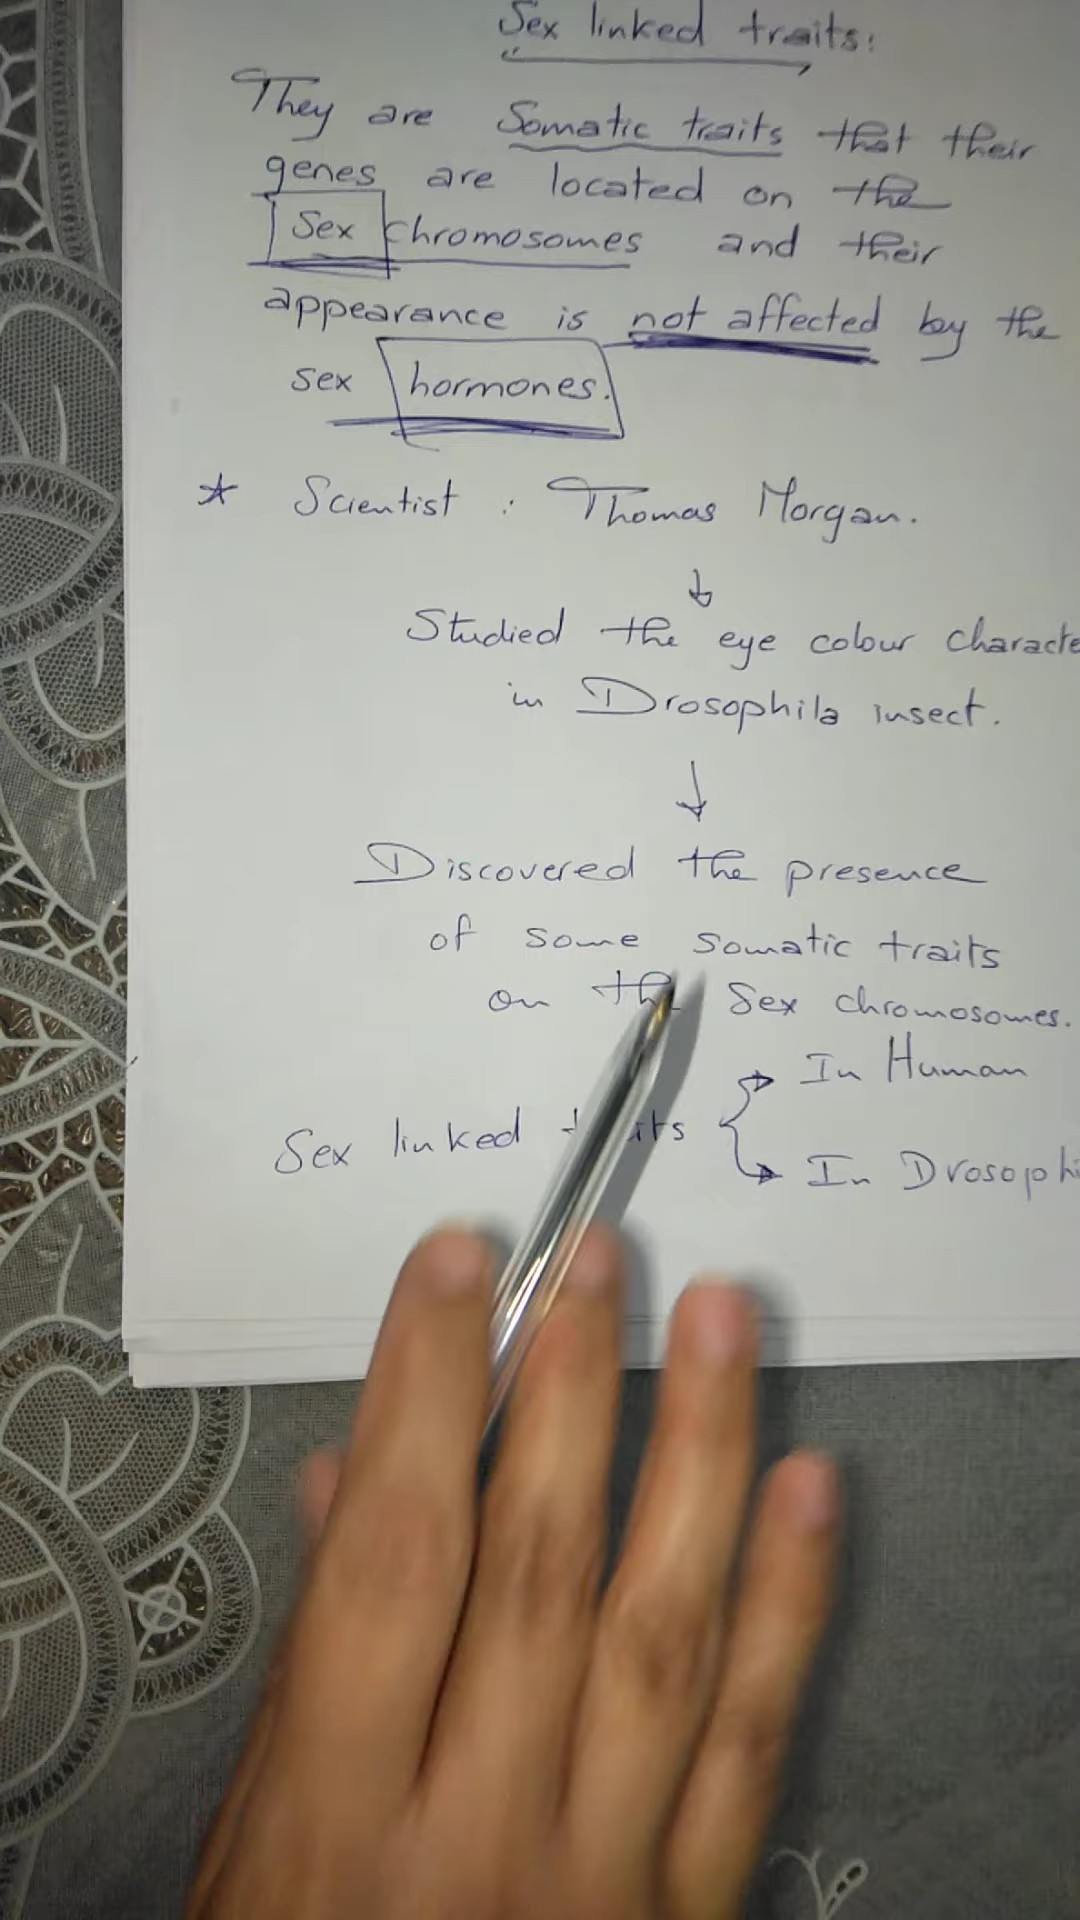 Sex linked traits:
They are Somatic traits that their
genes are located on the
Sex chromosomes and their
appearance is not affected by the
sex hormones.
* Scientist : Thomas Morgan.
↓
Studied the eye colour characte
in Drosophila insect.
↓
Discovered the presence
of some somatic traits
on the Sex chromosomes.
In Human
Sex linked
In Drosophi